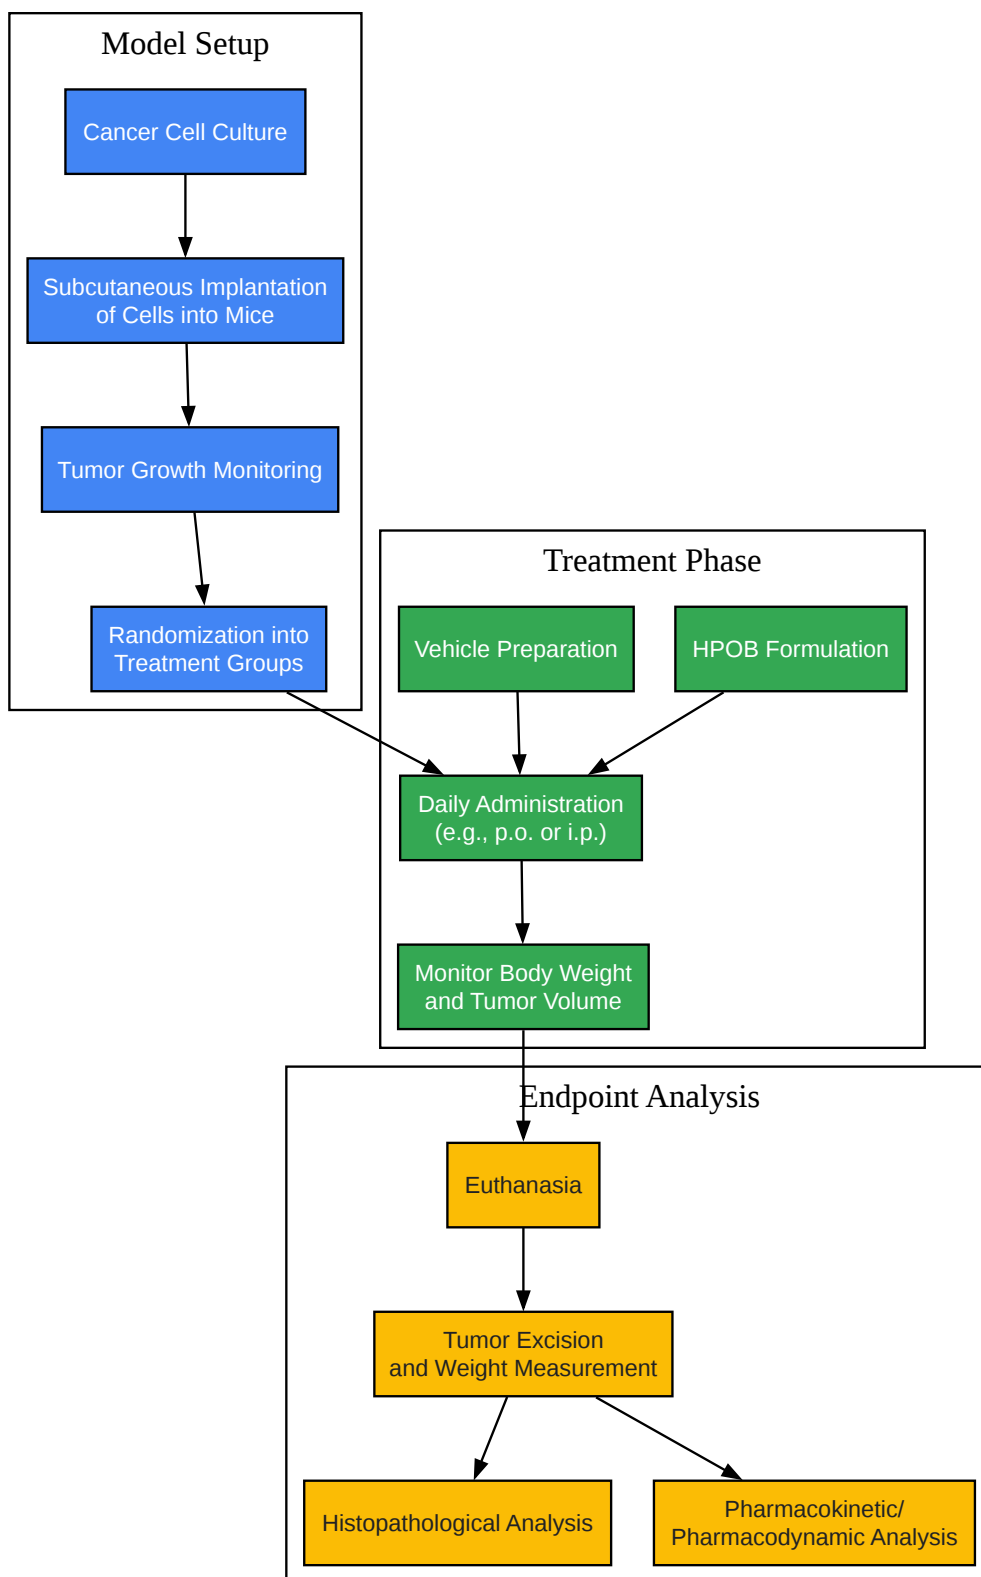 Model Setup
Cancer Cell Culture
Subcutaneous Implantation
of Cells into Mice
Tumor Growth Monitoring
Randomization into
Treatment Groups
Treatment Phase
Vehicle Preparation
HPOB Formulation
Daily Administration
(e.g., p.o. or i.p.)
Monitor Body Weight
and Tumor Volume
Endpoint Analysis
Euthanasia
Tumor Excision
and Weight Measurement
Histopathological Analysis
Pharmacokinetic/
Pharmacodynamic Analysis